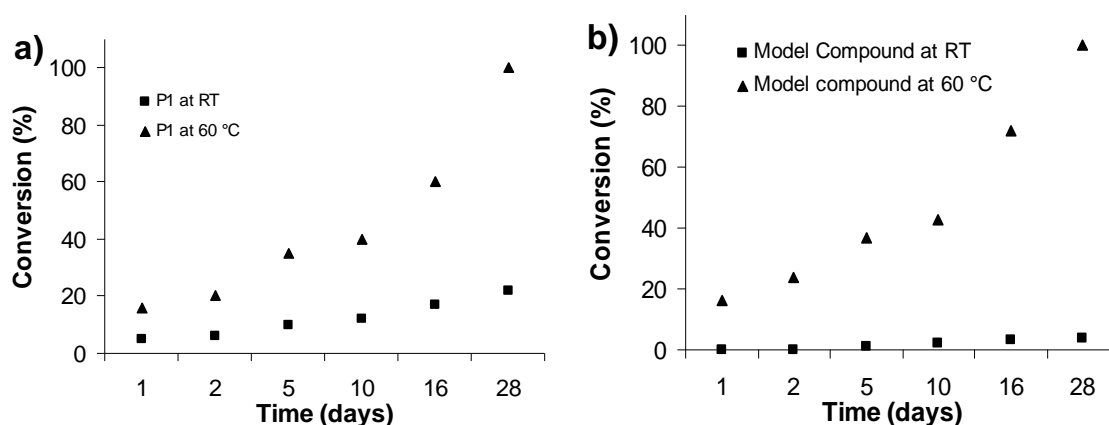 a)
100
80
60
40
20
0
Conversion (%)
P1 at RT
P1 at 60 °C
1 2 5 10 16 28
Time (days)
b)
100
80
60
40
20
0
Conversion (%)
Model Compound at RT
Model compound at 60 °C
1 2 5 10 16 28
Time (days)